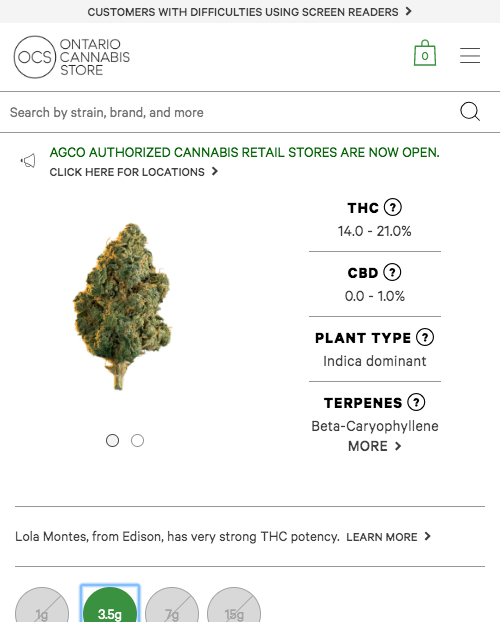 CUSTOMERS WITH DIFFICULTIES USING SCREEN READERS
OCS
ONTARIO
CANNABIS
STORE
0
Search by strain, brand, and more
AGCO AUTHORIZED CANNABIS RETAIL STORES ARE NOW OPEN.
CLICK HERE FOR LOCATIONS
THC ?
14.0 - 21.0%
CBD ?
0.0 - 1.0%
PLANT TYPE ?
Indica dominant
TERPENES ?
Beta-Caryophyllene
MORE
Lola Montes, from Edison, has very strong THC potency. LEARN MORE
1g 3.5g 7g 15g